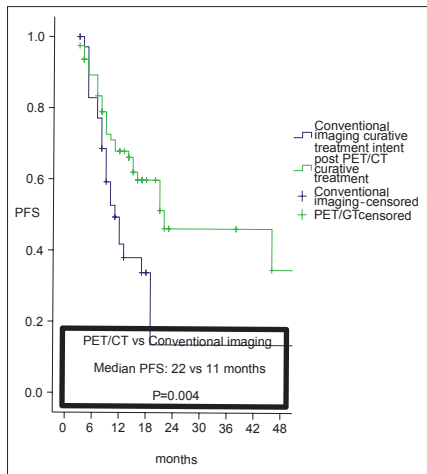 1.0
0.8
0.6
PFS
0.4
0.2
0.0
Conventional
imaging curative
treatment intent
post PET/CT
curative
treatment
Conventional
imaging-censored
PET/CTcensored
PET/CT vs Conventional imaging
Median PFS: 22 vs 11 months
P=0.004
0 6 12 18 24 30 36 42 48
months